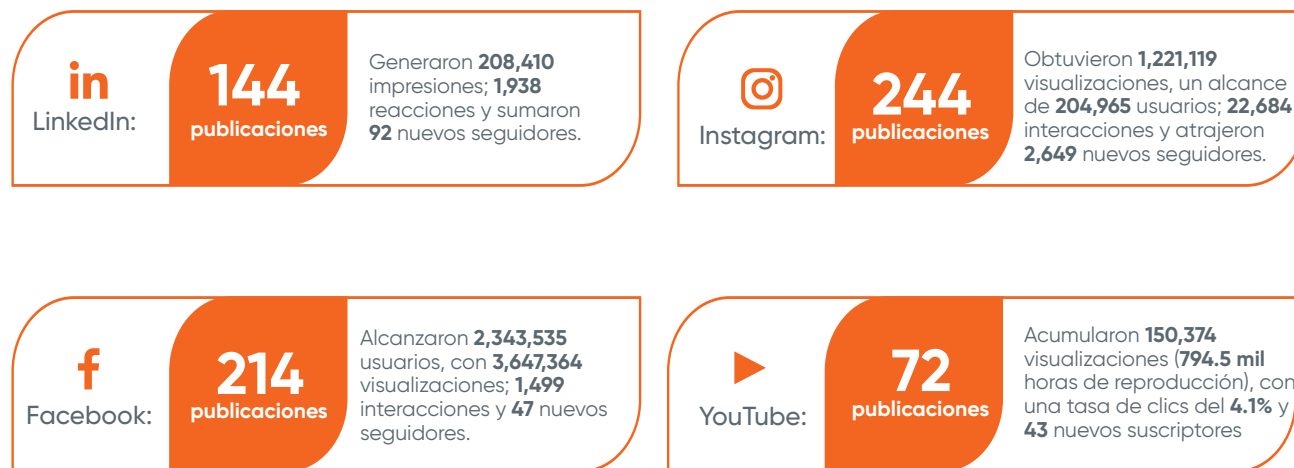 in
LinkedIn:
144
publicaciones
Generaron 208,410
impresiones; 1,938
reacciones y sumaron
92 nuevos seguidores.
Instagram:
244
publicaciones
Obtuvieron 1,221,119
visualizaciones, un alcance
de 204,965 usuarios; 22,684
interacciones y atrajeron
2,649 nuevos seguidores.
f
Facebook:
214
publicaciones
Alcanzaron 2,343,535
usuarios, con 3,647,364
visualizaciones; 1,499
interacciones y 47 nuevos
seguidores.
YouTube:
72
publicaciones
Acumularon 150,374
visualizaciones (794.5 mil
horas de reproducción), con
una tasa de clics del 4.1% y
43 nuevos suscriptores